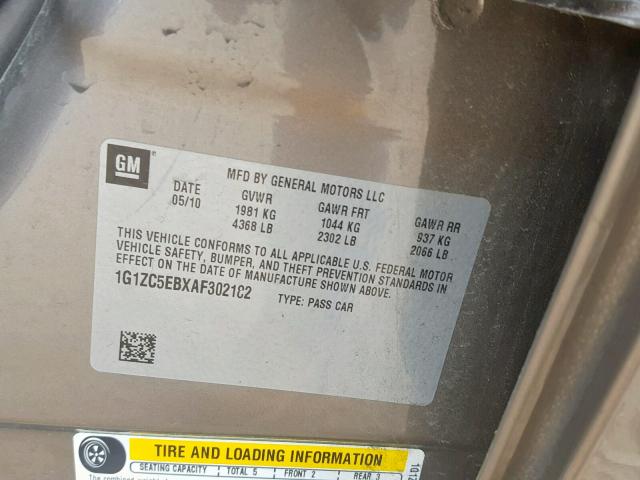 GM
MFD BY GENERAL MOTORS LLC
DATE GVWR GAWR FRT GAWR RR
05/10 1981 KG 1044 KG 937 KG
4368 LB 2302 LB 2066 LB
THIS VEHICLE CONFORMS TO ALL APPLICABLE U.S. FEDERAL MOTOR
VEHICLE SAFETY, BUMPER, AND THEFT PREVENTION STANDARDS IN
EFFECT ON THE DATE OF MANUFACTURE SHOWN ABOVE.
1G1ZC5EBXAF302182 TYPE: PASS CAR
TIRE AND LOADING INFORMATION
SEATING CAPACITY TOTAL 5 FRONT 2 REAR 3
The combined